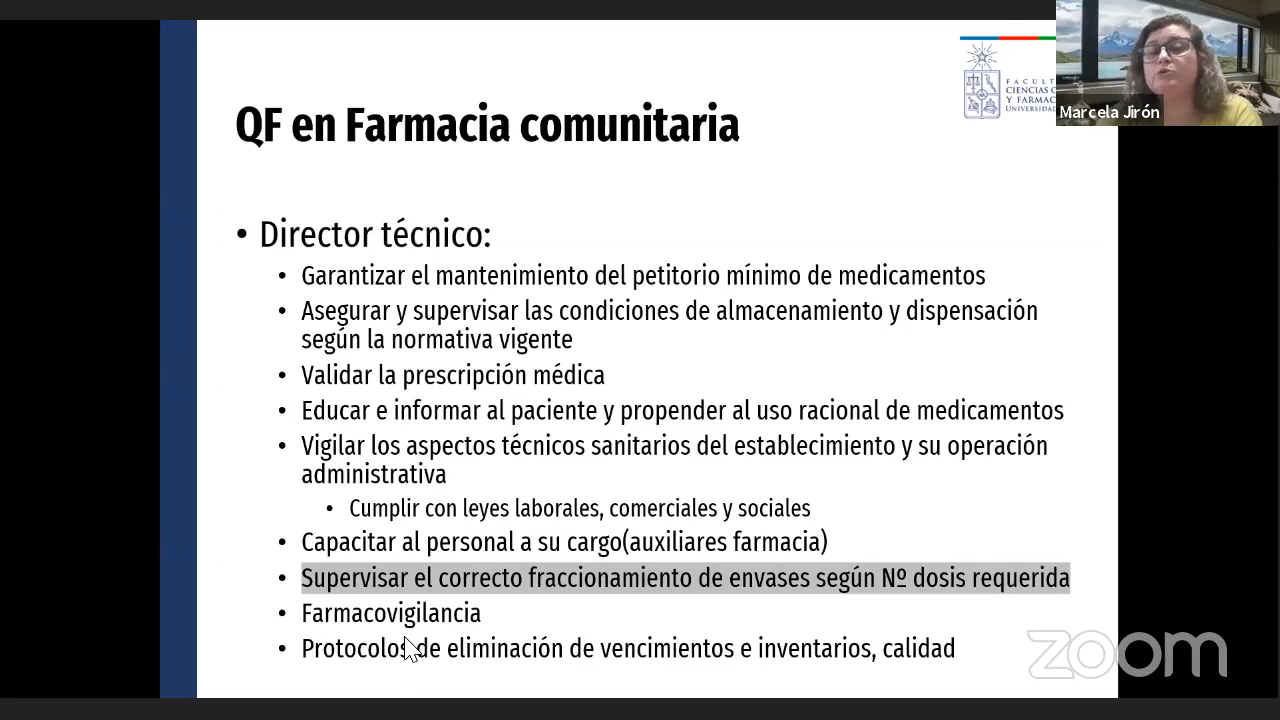 QF en Farmacia comunitaria
FACULT
CIENCIAS
Y FARMA
UNIVERSIDA
Marcela Jirón
• Director técnico:
• Garantizar el mantenimiento del petitorio mínimo de medicamentos
• Asegurar y supervisar las condiciones de almacenamiento y dispensación
según la normativa vigente
• Validar la prescripción médica
• Educar e informar al paciente y propender al uso racional de medicamentos
• Vigilar los aspectos técnicos sanitarios del establecimiento y su operación
administrativa
• Cumplir con leyes laborales, comerciales y sociales
• Capacitar al personal a su cargo(auxiliares farmacia)
• Supervisar el correcto fraccionamiento de envases según Nº dosis requerida
• Farmacovigilancia
• Protocolos de eliminación de vencimientos e inventarios, calidad
zoom